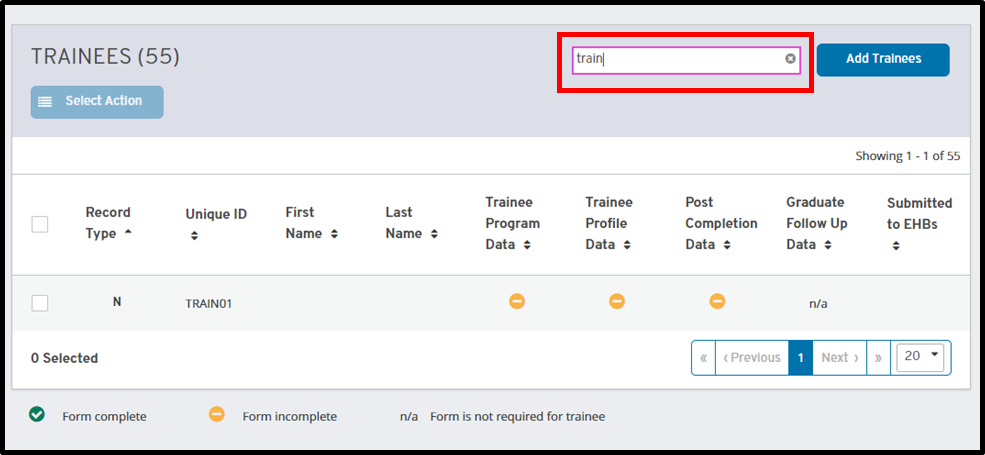 TRAINEES (55)
train
Add Trainees
Select Action
Showing 1 - 1 of 55
Record Type
Unique ID
First Name
Last Name
Trainee Program Data
Trainee Profile Data
Post Completion Data
Graduate Follow Up Data
Submitted to EHBs
N TRAIN01 n/a
0 Selected
« ‹ Previous 1 Next › » 20
Form complete Form incomplete n/a Form is not required for trainee